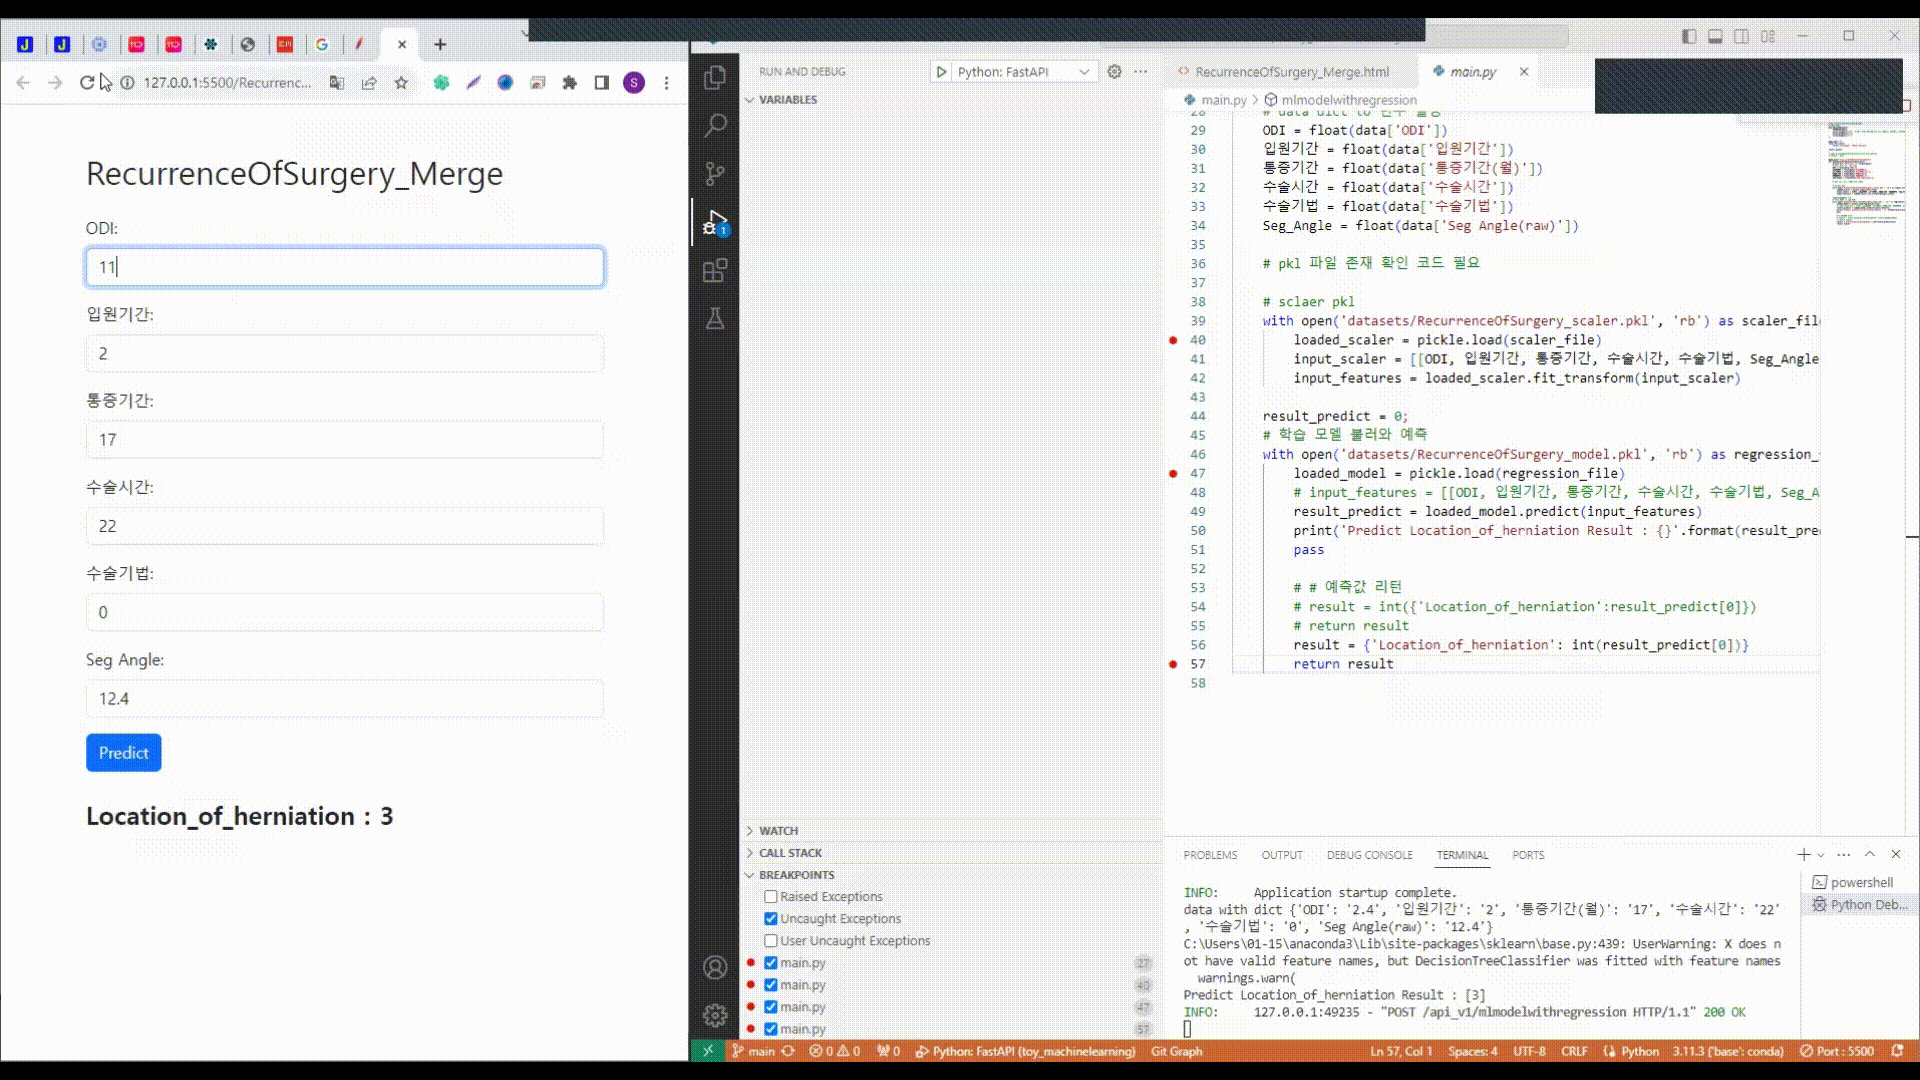 127.0.0.1:5500/Recurrenc...
S
RecurrenceOfSurgery_Merge
ODI:
11
입원기간:
2
통증기간:
17
수술시간:
22
수술기법:
0
Seg Angle:
12.4
Predict
Location_of_herniation : 3
RUN AND DEBUG
Python: FastAPI
VARIABLES
WATCH
CALL STACK
BREAKPOINTS
Raised Exceptions
Uncaught Exceptions
User Uncaught Exceptions
main.py 27
main.py 40
main.py 47
main.py 57
1
RecurrenceOfSurgery_Merge.html
main.py
main.py > mlmodelwithregression
28 # data dict to 변수 설정
29 ODI = float(data['ODI'])
30 입원기간 = float(data['입원기간'])
31 통증기간 = float(data['통증기간(월)'])
32 수술시간 = float(data['수술시간'])
33 수술기법 = float(data['수술기법'])
34 Seg_Angle = float(data['Seg Angle(raw)'])
35
36 # pkl 파일 존재 확인 코드 필요
37
38 # sclaer pkl
39 with open('datasets/RecurrenceOfSurgery_scaler.pkl', 'rb') as scaler_fil
40 loaded_scaler = pickle.load(scaler_file)
41 input_scaler = [[ODI, 입원기간, 통증기간, 수술시간, 수술기법, Seg_Angle
42 input_features = loaded_scaler.fit_transform(input_scaler)
43
44 result_predict = 0;
45 # 학습 모델 불러와 예측
46 with open('datasets/RecurrenceOfSurgery_model.pkl', 'rb') as regression_
47 loaded_model = pickle.load(regression_file)
48 # input_features = [[ODI, 입원기간, 통증기간, 수술시간, 수술기법, Seg_A
49 result_predict = loaded_model.predict(input_features)
50 print('Predict Location_of_herniation Result : {}'.format(result_pre
51 pass
52
53 # # 예측값 리턴
54 # result = int({'Location_of_herniation':result_predict[0]})
55 # return result
56 result = {'Location_of_herniation': int(result_predict[0])}
57 return result
58
PROBLEMS OUTPUT DEBUG CONSOLE TERMINAL PORTS
INFO: Application startup complete.
data with dict {'ODI': '2.4', '입원기간': '2', '통증기간(월)': '17', '수술시간': '22'
, '수술기법': '0', 'Seg Angle(raw)': '12.4'}
C:\Users\01-15\anaconda3\Lib\site-packages\sklearn\base.py:439: UserWarning: X does n
ot have valid feature names, but DecisionTreeClassifier was fitted with feature names
warnings.warn(
Predict Location_of_herniation Result : [3]
INFO: 127.0.0.1:49235 - "POST /api_v1/mlmodelwithregression HTTP/1.1" 200 OK
powershell
Python Deb...
main 0 0 0 Python: FastAPI (toy_machinelearning) Git Graph Ln 57, Col 1 Spaces: 4 UTF-8 CRLF Python 3.11.3 ('base': conda) Port : 5500